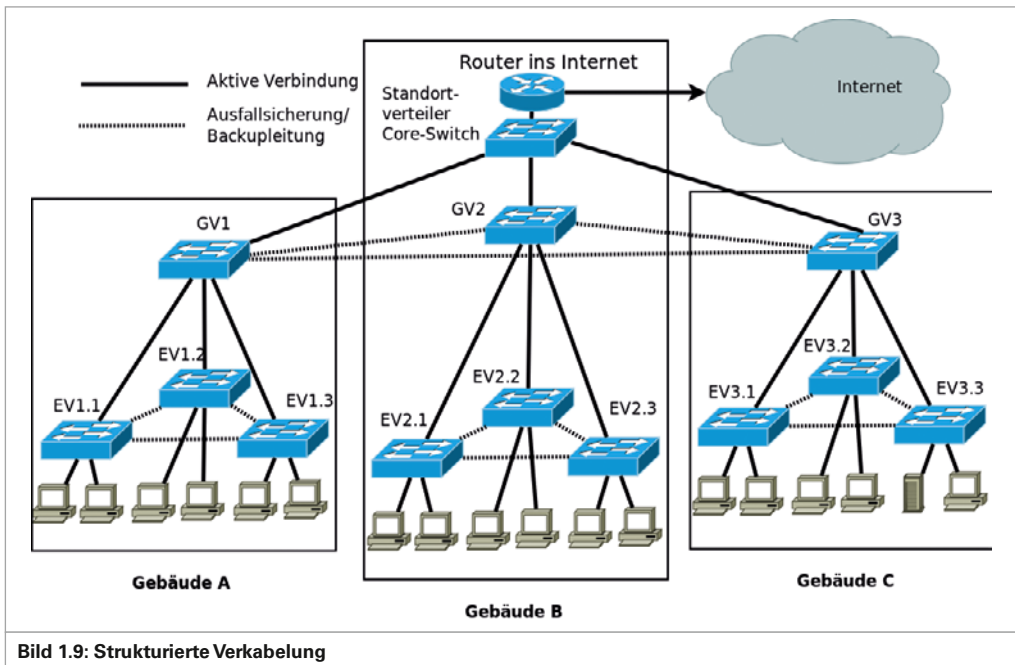 Router ins Internet
Internet
Aktive Verbindung
Ausfallsicherung/
Backupleitung
Standort-
verteiler
Core-Switch
GV1
GV2
GV3
EV1.2
EV1.1
EV1.3
EV2.2
EV2.1
EV2.3
EV3.2
EV3.1
EV3.3
Gebäude A
Gebäude B
Gebäude C
Bild 1.9: Strukturierte Verkabelung